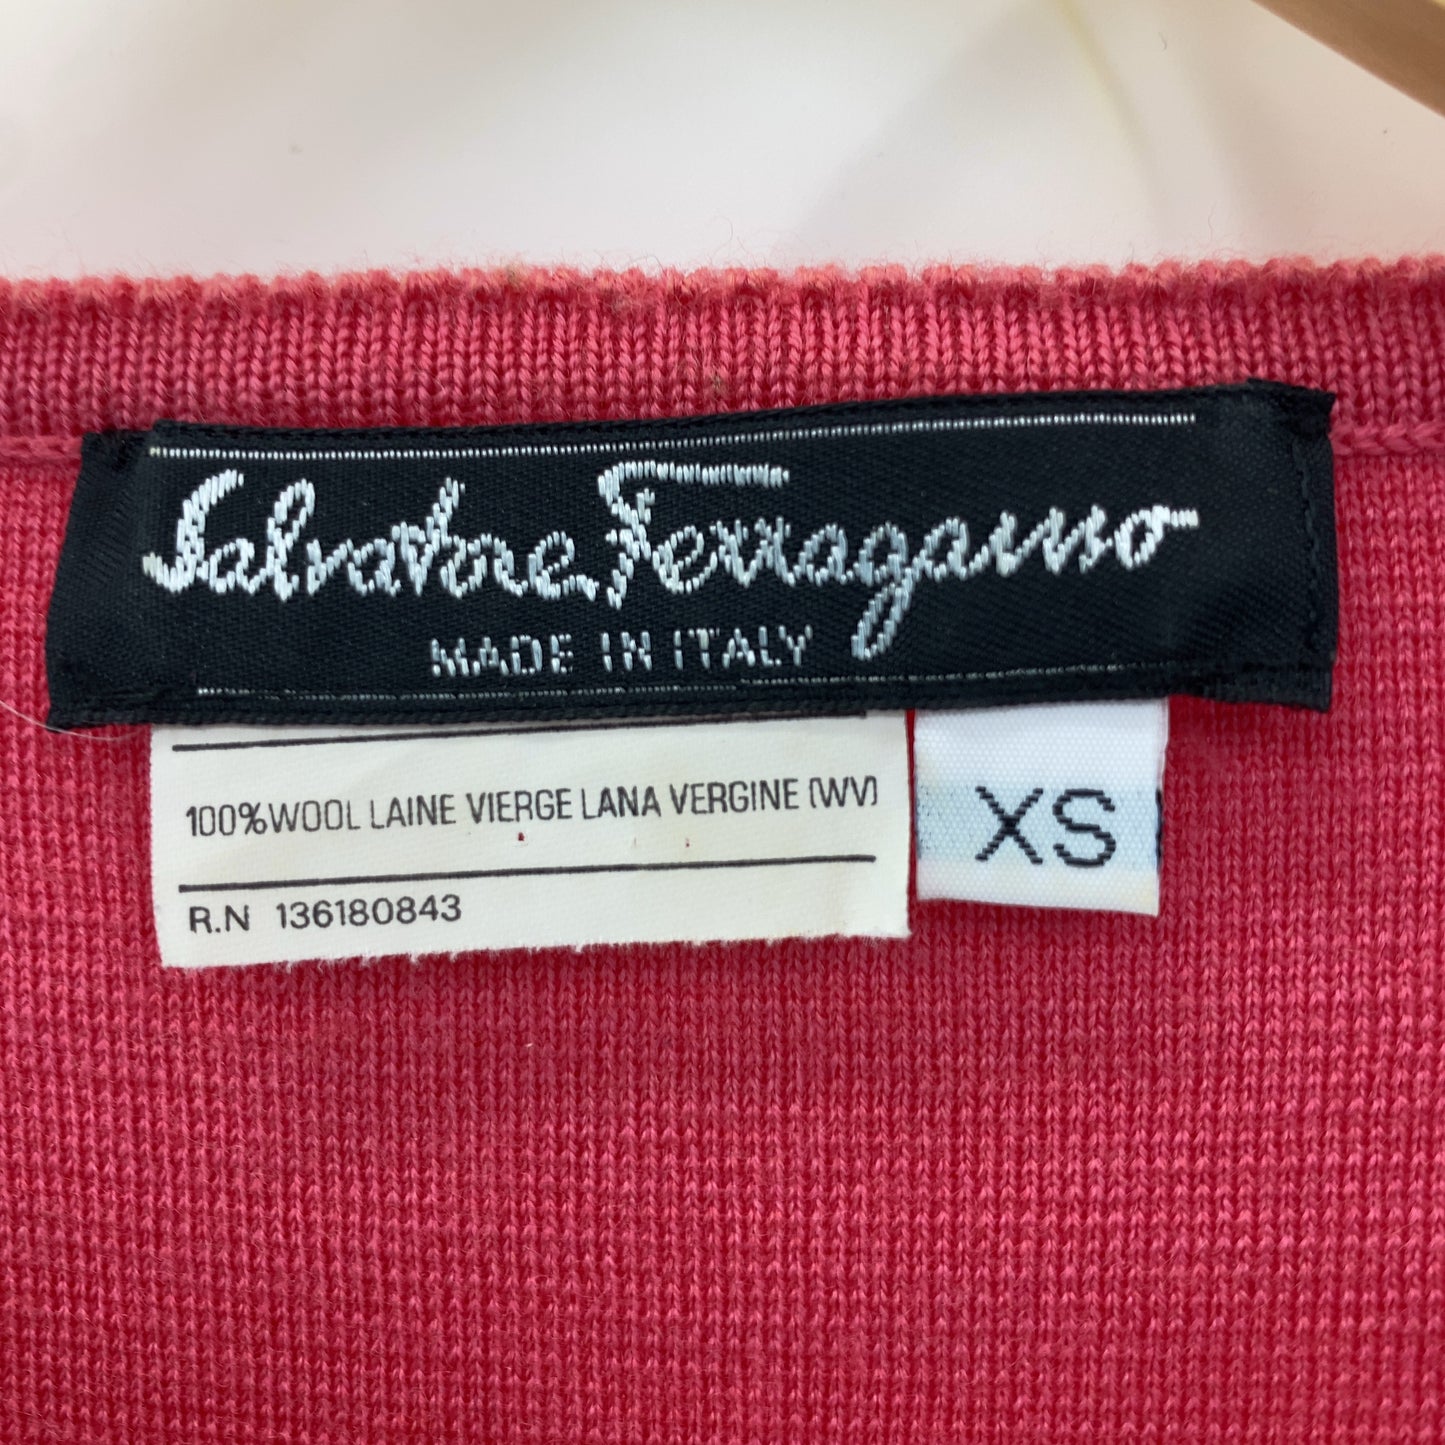 Salvatore Ferragamo
MADE IN ITALY
100%WOOL LAINE VIERGE LANA VERGINE (WV)
R.N 136180843
XS